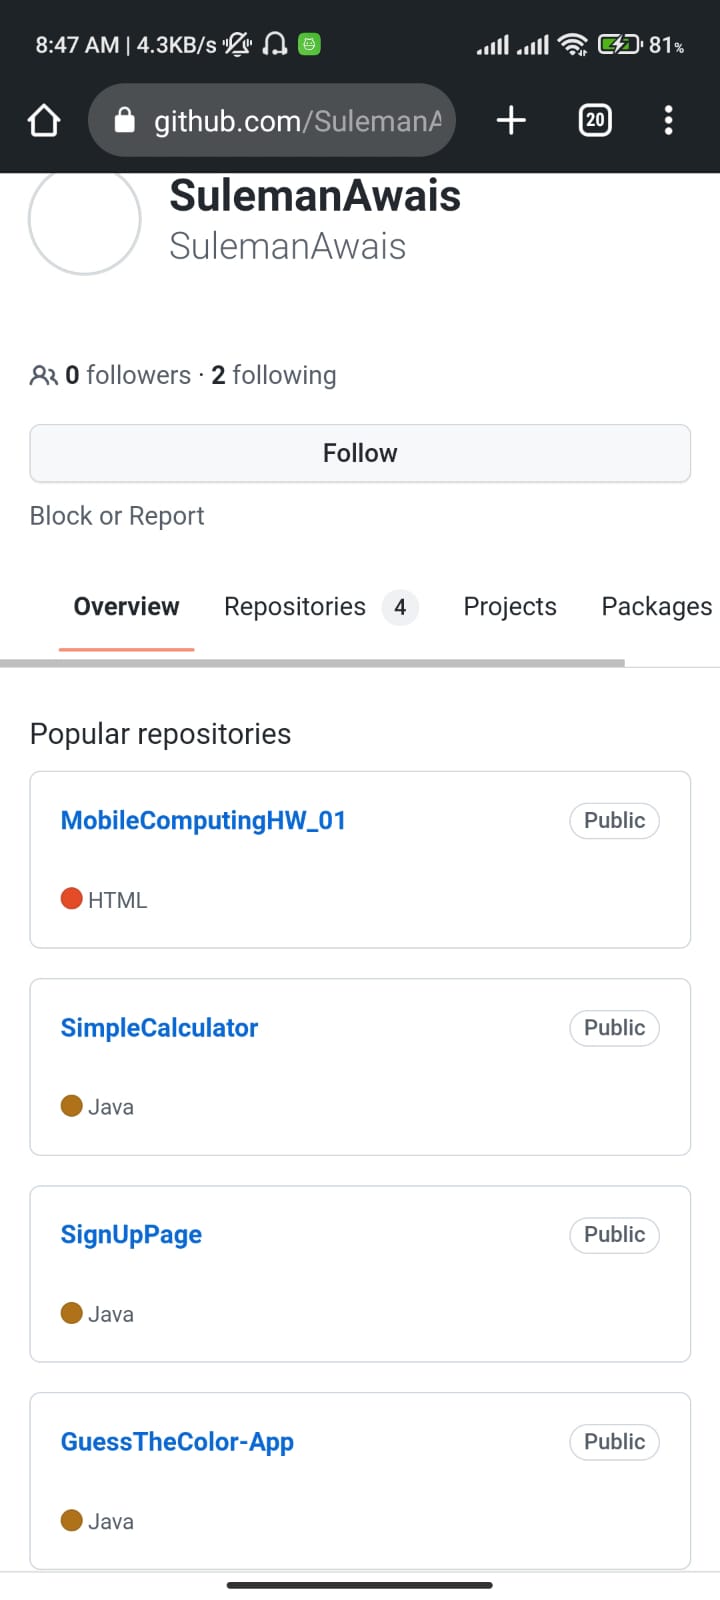 8:47 AM | 4.3KB/s 81%
github.com/SulemanA
20
SulemanAwais
SulemanAwais
0 followers · 2 following
Follow
Block or Report
Overview Repositories 4 Projects Packages
Popular repositories
MobileComputingHW_01 Public
HTML
SimpleCalculator Public
Java
SignUpPage Public
Java
GuessTheColor-App Public
Java